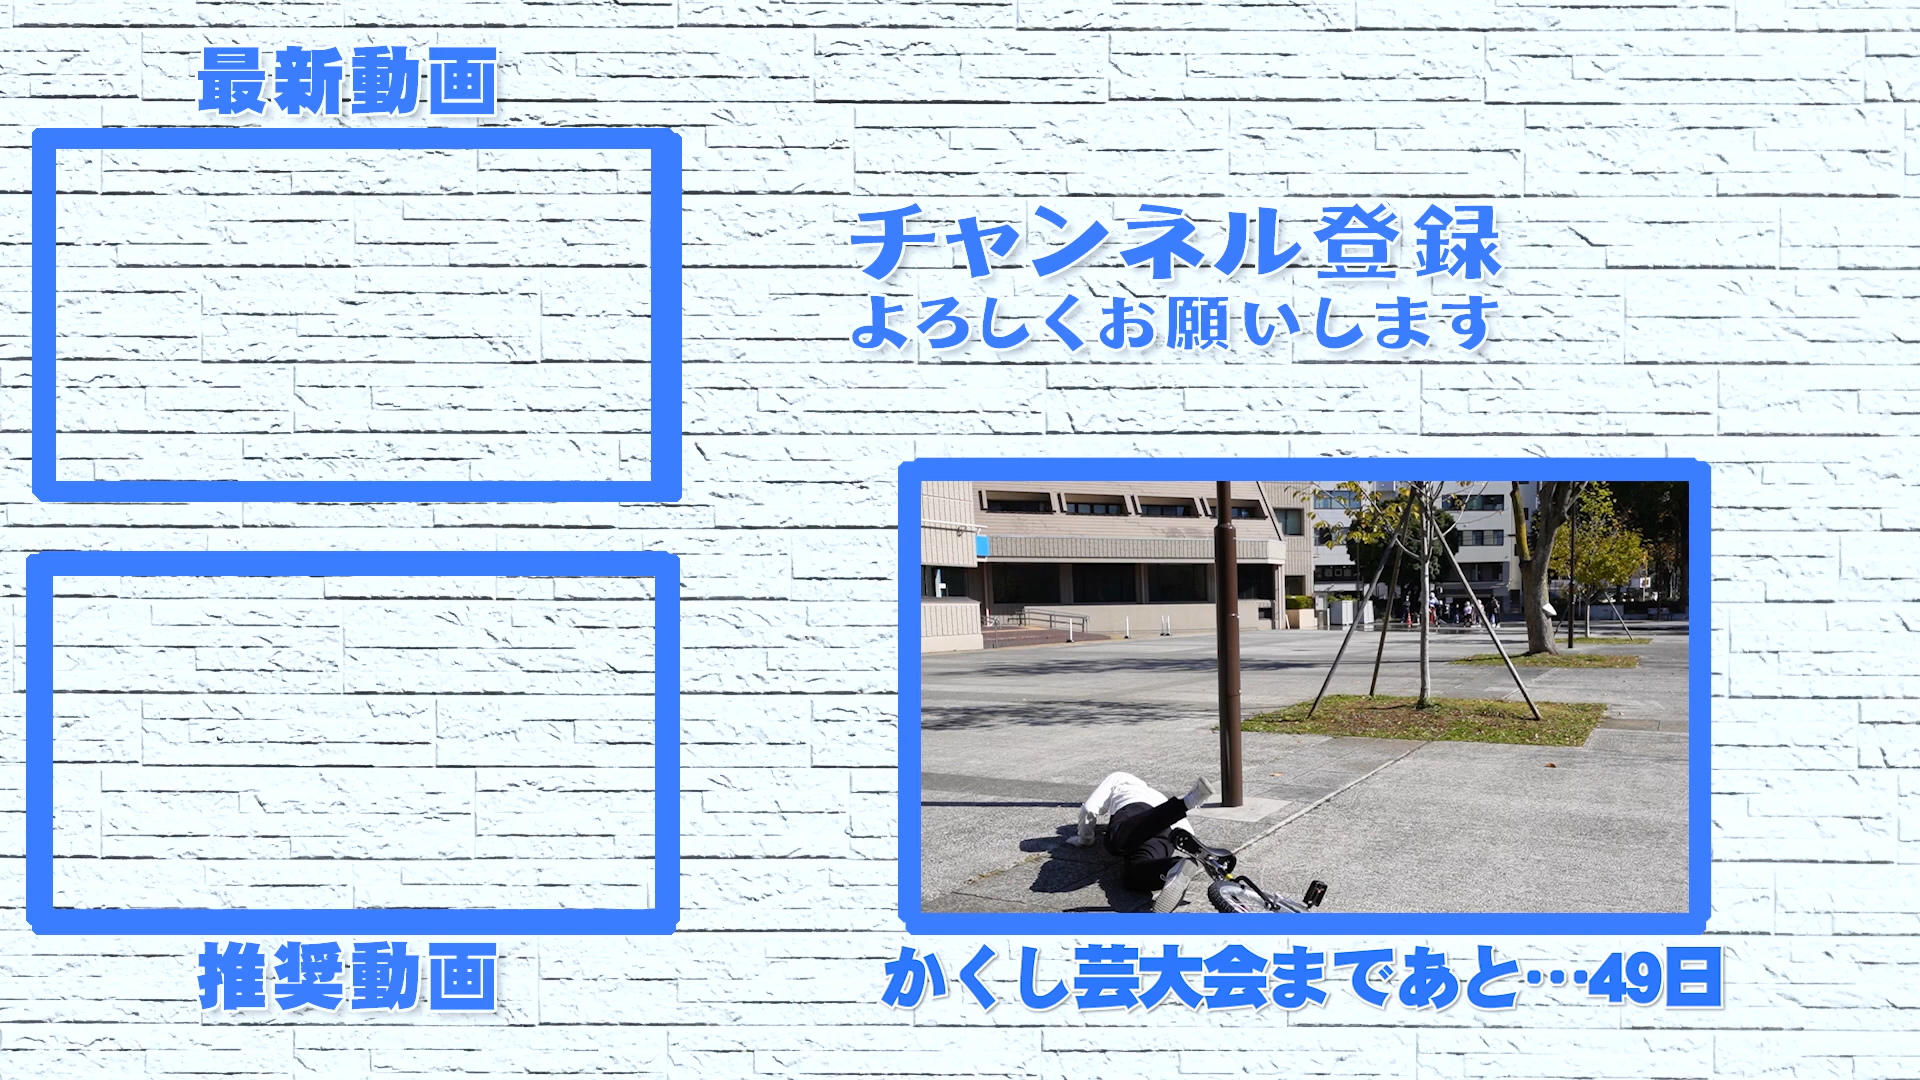 最新動画
チャンネル登録
よろしくお願いします
推奨動画
かくし芸大会まであと…49日